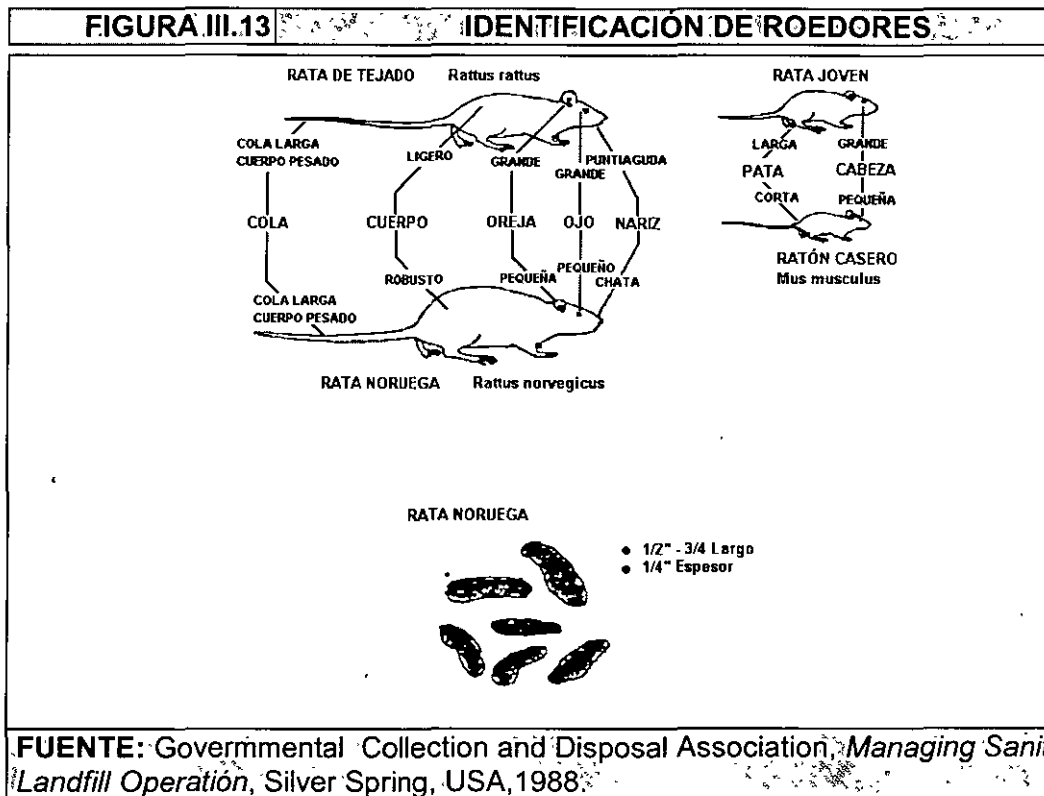 FIGURA III.13 IDENTIFICACIÓN DE ROEDORES
RATA DE TEJADO Rattus rattus
RATA JOVEN
COLA LARGA
CUERPO PESADO
LIGERO
GRANDE
GRANDE
PUNTIAGUDA
LARGA
GRANDE
PATA
CABEZA
CORTA
PEQUEÑA
COLA
CUERPO
OREJA
OJO
NARIZ
RATÓN CASERO
Mus musculus
ROBUSTO
PEQUEÑA
PEQUEÑO
CHATA
COLA LARGA
CUERPO PESADO
RATA NORUEGA Rattus norvegicus
RATA NORUEGA
• 1/2" - 3/4 Largo
• 1/4" Espesor
FUENTE: Governmental Collection and Disposal Association, Managing Sani
Landfill Operation, Silver Spring, USA,1988.